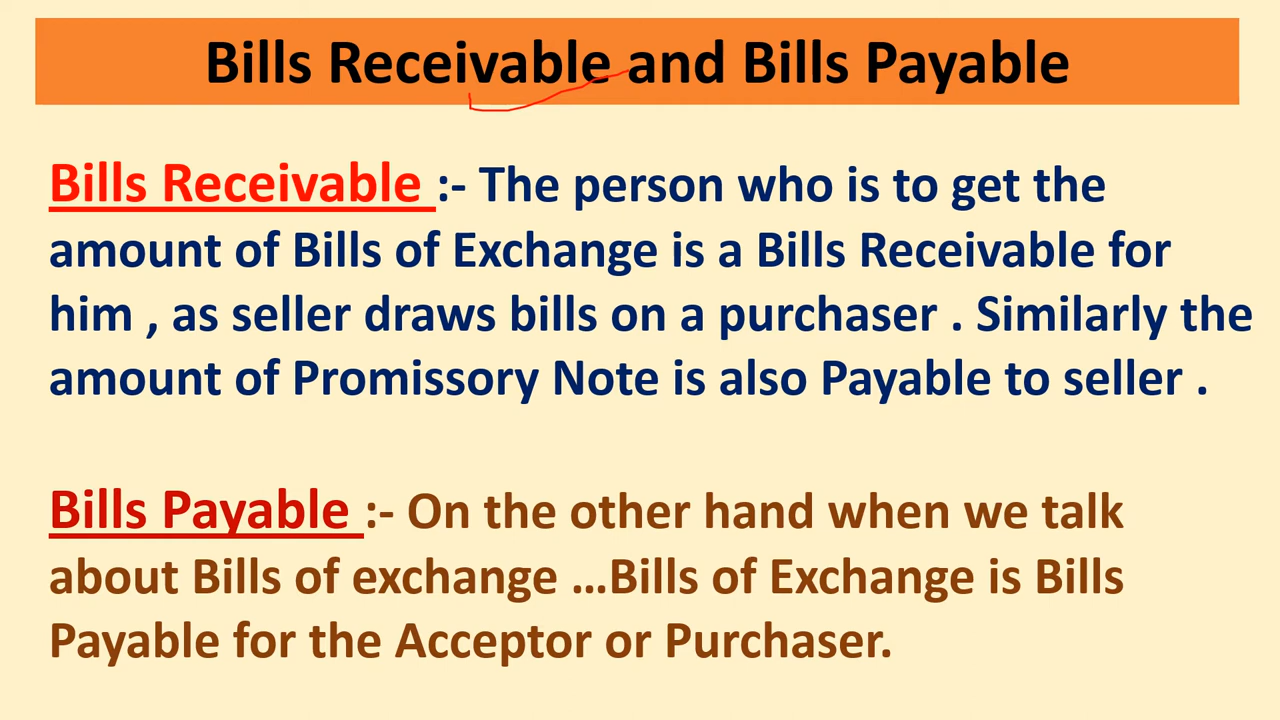 Bills Receivable and Bills Payable
Bills Receivable :- The person who is to get the
amount of Bills of Exchange is a Bills Receivable for
him , as seller draws bills on a purchaser . Similarly the
amount of Promissory Note is also Payable to seller .
Bills Payable :- On the other hand when we talk
about Bills of exchange ...Bills of Exchange is Bills
Payable for the Acceptor or Purchaser.